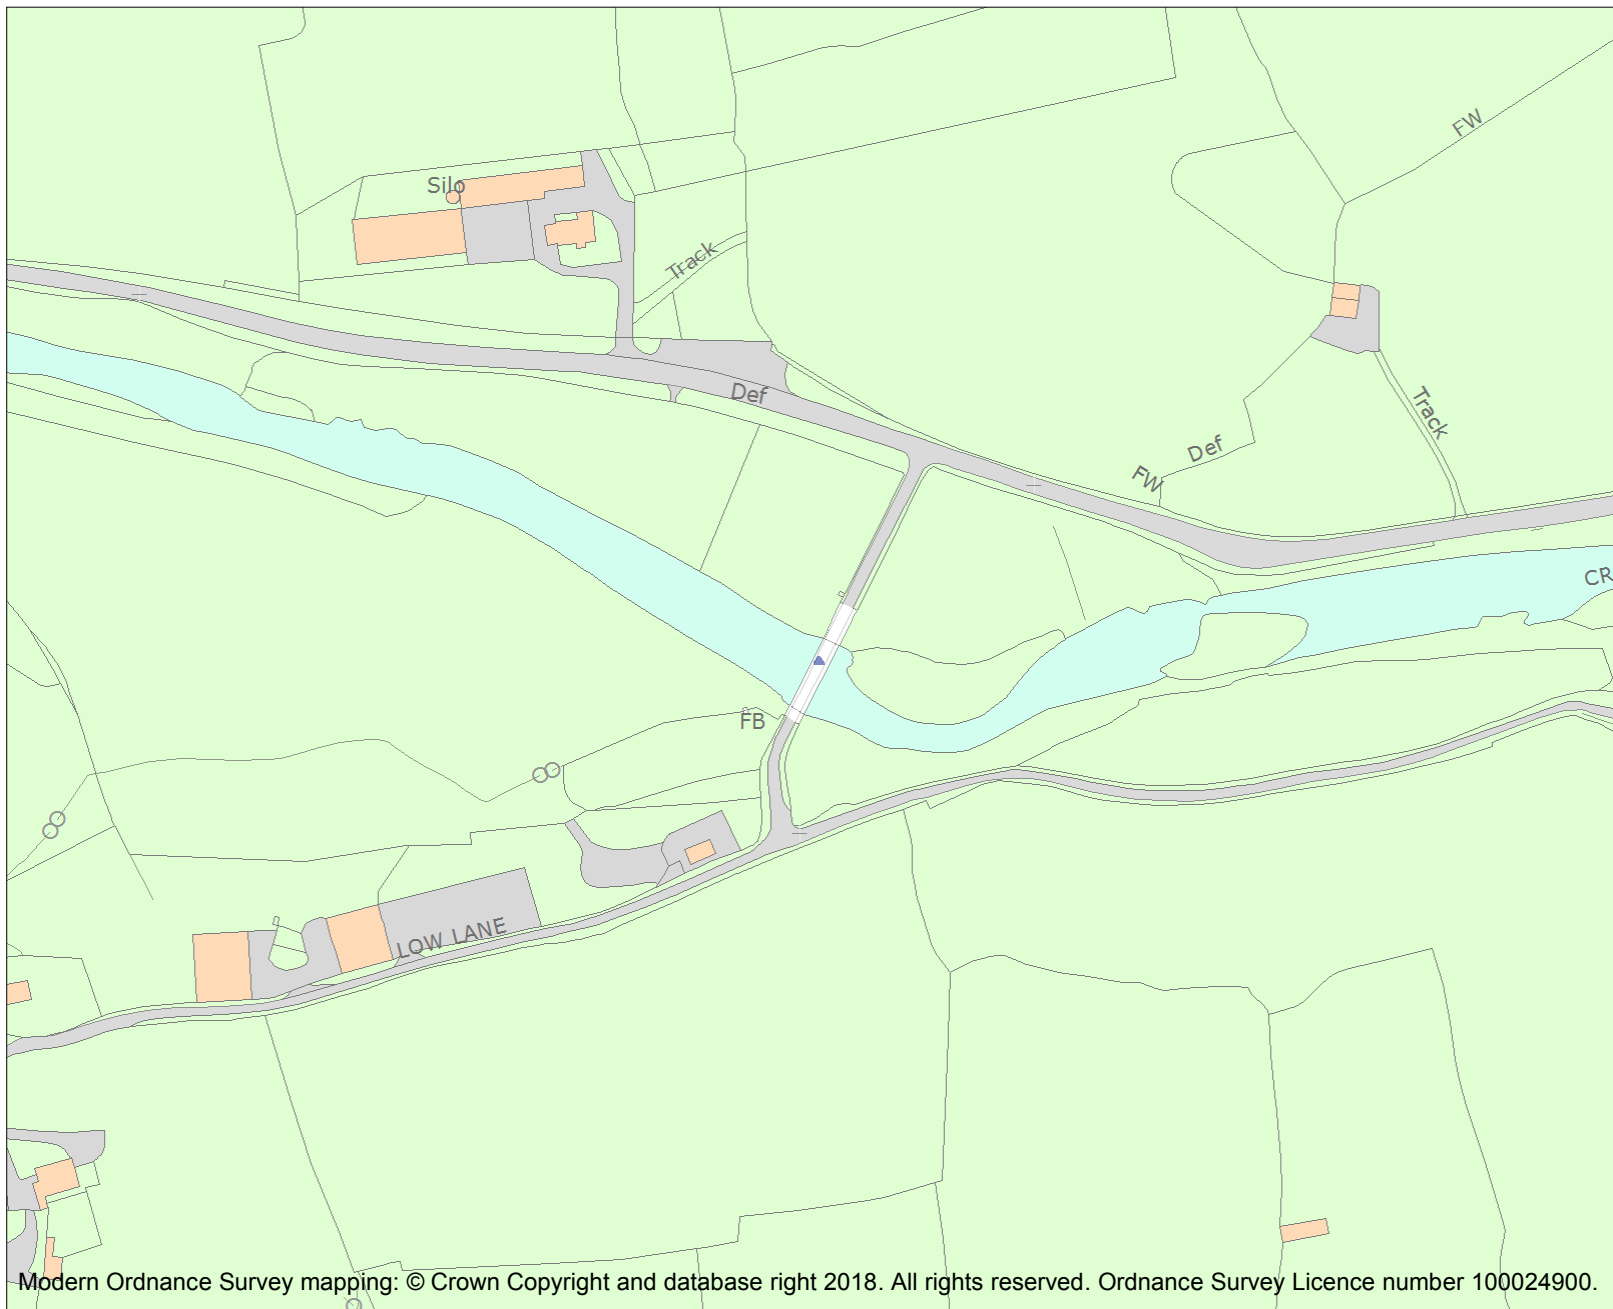 FW
Silo
Track
Def
Track
Def
FW
CR
FB
LOW LANE
Modern Ordnance Survey mapping: © Crown Copyright and database right 2018. All rights reserved. Ordnance Survey Licence number 100024900.